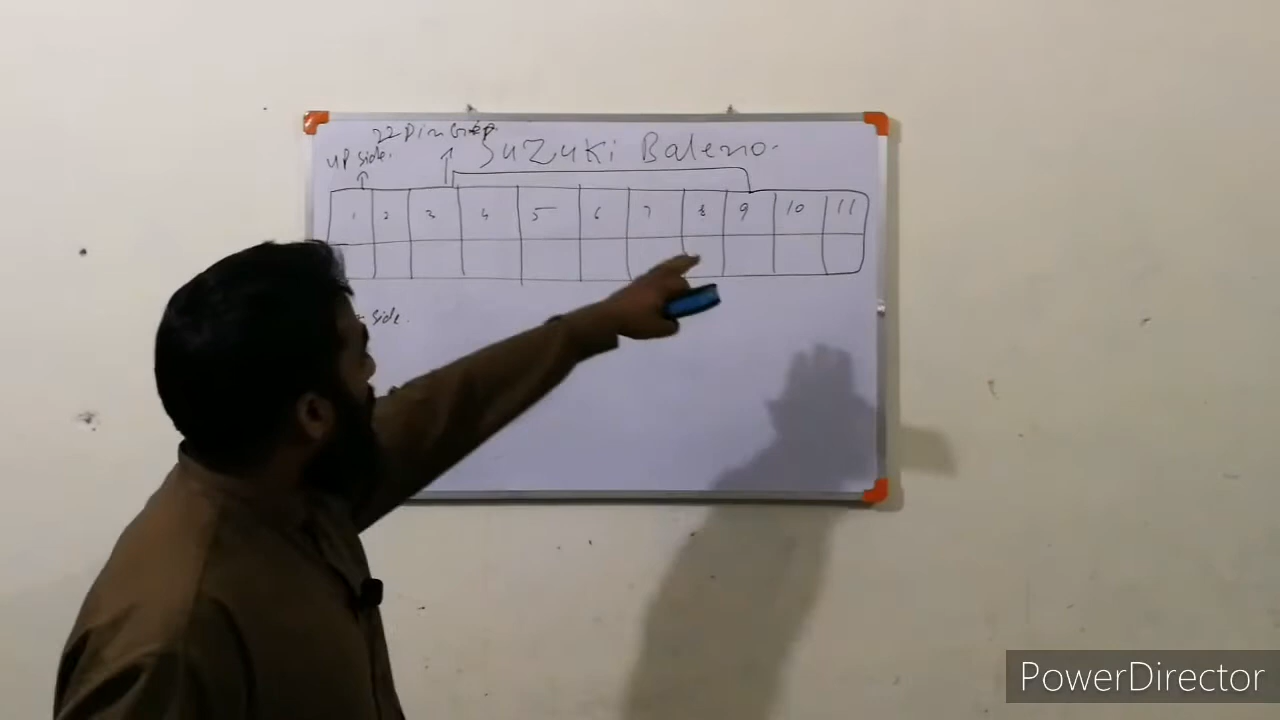 22 Pin Grep.
Suzuki Baleno.
UP side.
1 2 3 4 5 6 7 8 9 10 11
side.
PowerDirector